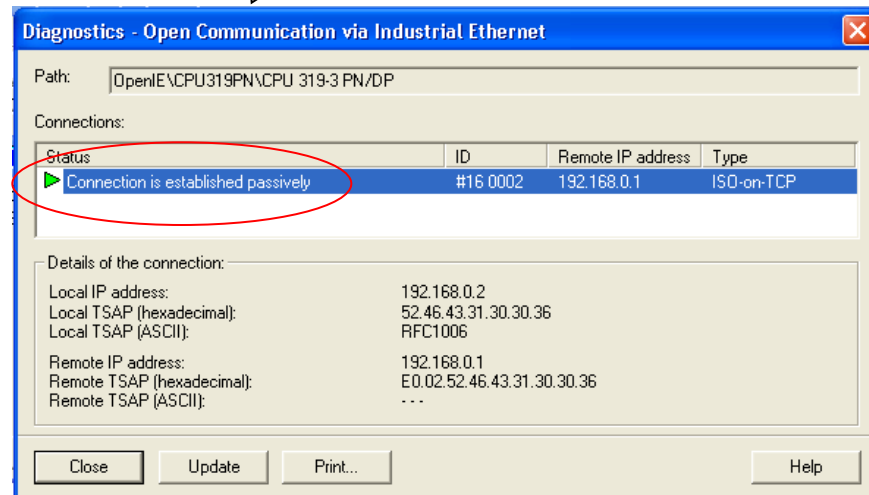 Diagnostics - Open Communication via Industrial Ethernet
Path: OpenIE\CPU319PN\CPU 319-3 PN/DP
Connections:
Status ID Remote IP address Type
Connection is established passively #16 0002 192.168.0.1 ISO-on-TCP
Details of the connection:
Local IP address: 192.168.0.2
Local TSAP (hexadecimal): 52.46.43.31.30.30.36
Local TSAP (ASCII): RFC1006
Remote IP address: 192.168.0.1
Remote TSAP (hexadecimal): E0.02.52.46.43.31.30.30.36
Remote TSAP (ASCII): - - -
Close Update Print... Help